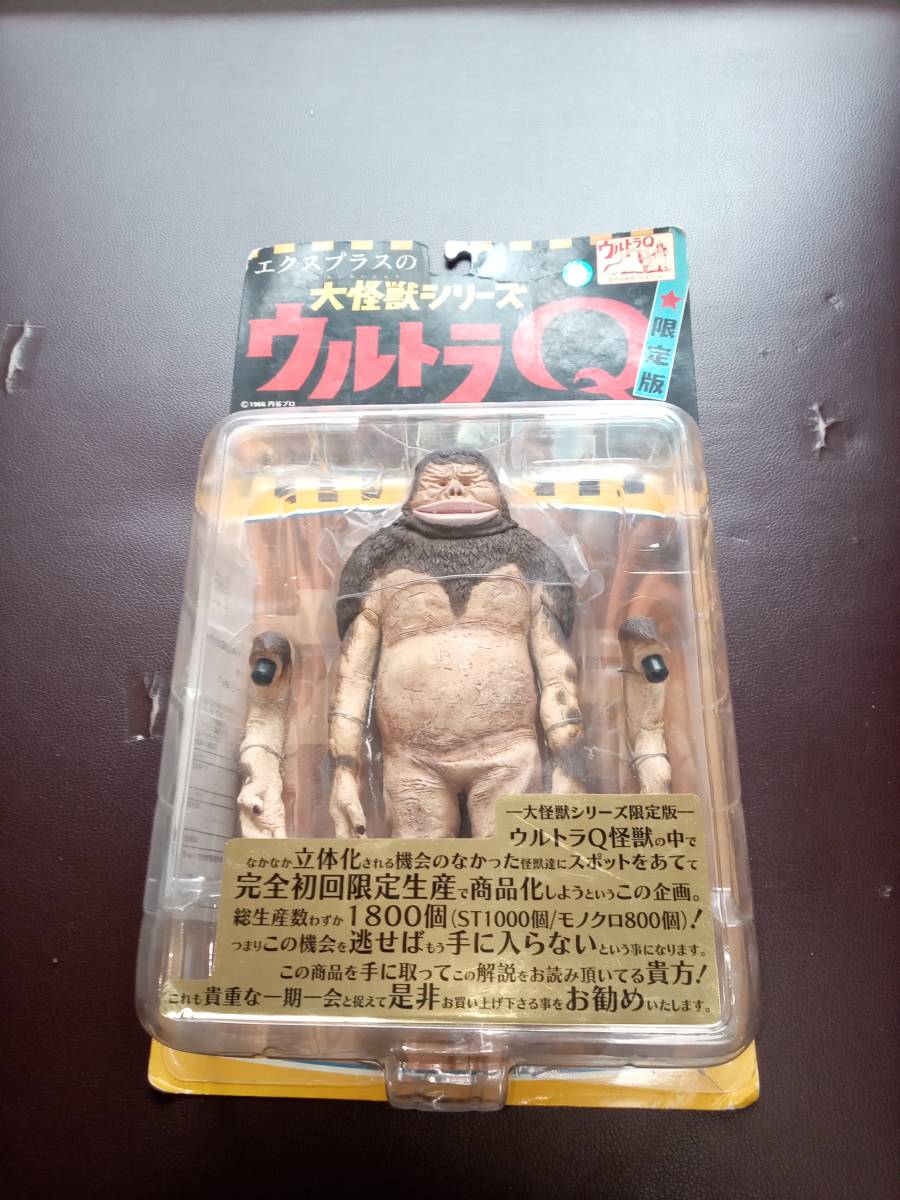 エクスプラスの
大怪獣シリーズ
ウルトラQ
ウルトラQ
★限定版
©1966 円谷プロ
―大怪獣シリーズ限定版―
ウルトラQ怪獣の中で
なかなか立体化される機会のなかった怪獣達にスポットをあてて
完全初回限定生産で商品化しようというこの企画。
総生産数わずか1800個(ST1000個/モノクロ800個)!
つまりこの機会を逃せばもう手に入らないという事になります。
この商品を手に取ってこの解説をお読み頂いてる貴方!
これも貴重な一期一会と捉えて是非お買い上げ下さる事をお勧めいたします。